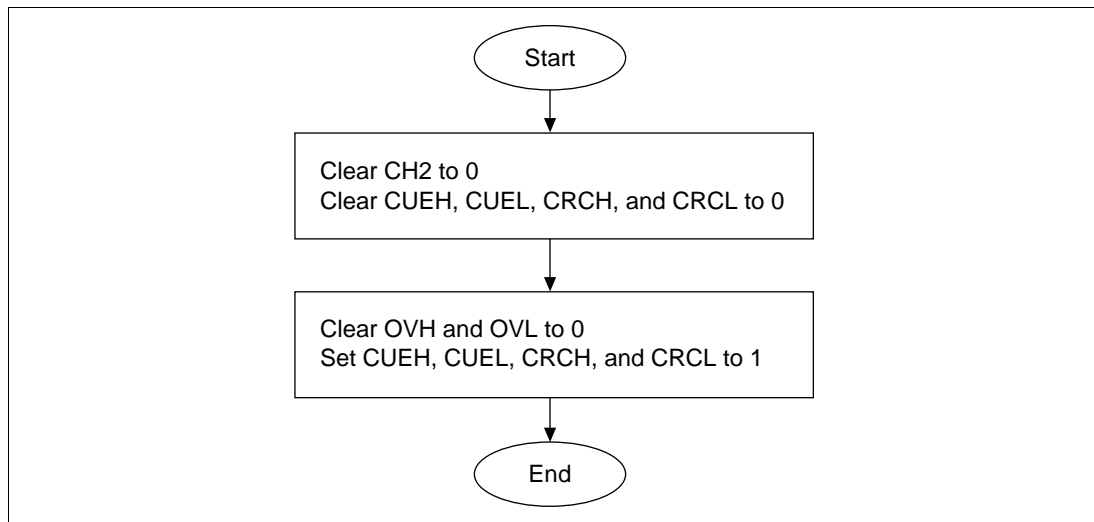 Start
Clear CH2 to 0
Clear CUEH, CUEL, CRCH, and CRCL to 0
Clear OVH and OVL to 0
Set CUEH, CUEL, CRCH, and CRCL to 1
End